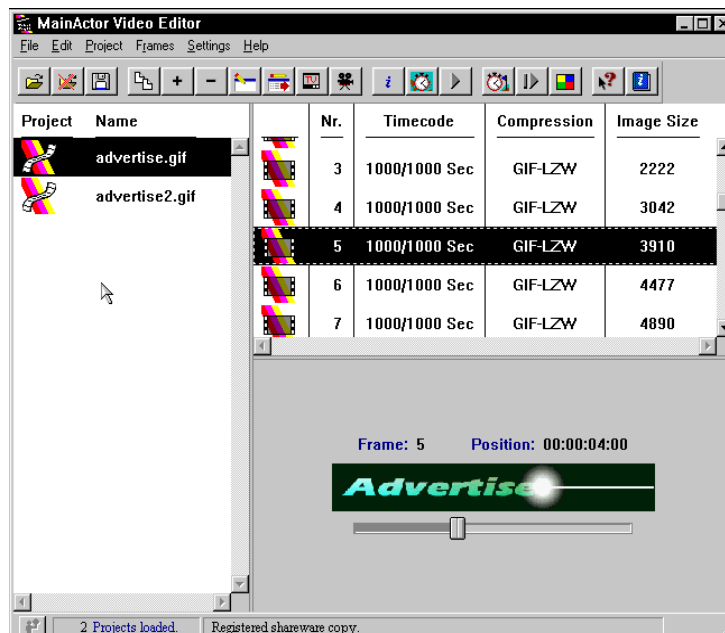 MainActor Video Editor
File Edit Project Frames Settings Help
Project Name
advertise.gif
advertise2.gif
Nr. Timecode Compression Image Size
3 1000/1000 Sec GIF-LZW 2222
4 1000/1000 Sec GIF-LZW 3042
5 1000/1000 Sec GIF-LZW 3910
6 1000/1000 Sec GIF-LZW 4477
7 1000/1000 Sec GIF-LZW 4890
Frame: 5 Position: 00:00:04:00
Advertise
2 Projects loaded. Registered shareware copy.